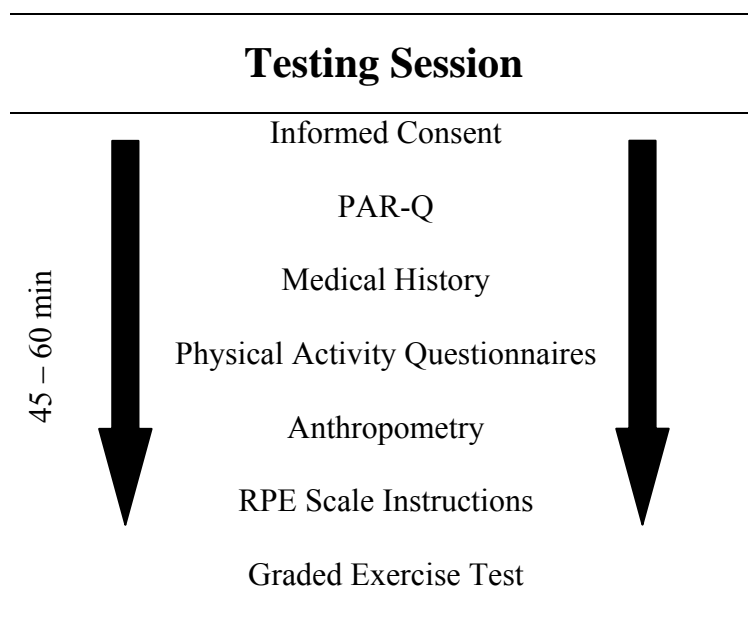 Testing Session
Informed Consent
PAR-Q
Medical History
Physical Activity Questionnaires
Anthropometry
RPE Scale Instructions
Graded Exercise Test
45 – 60 min